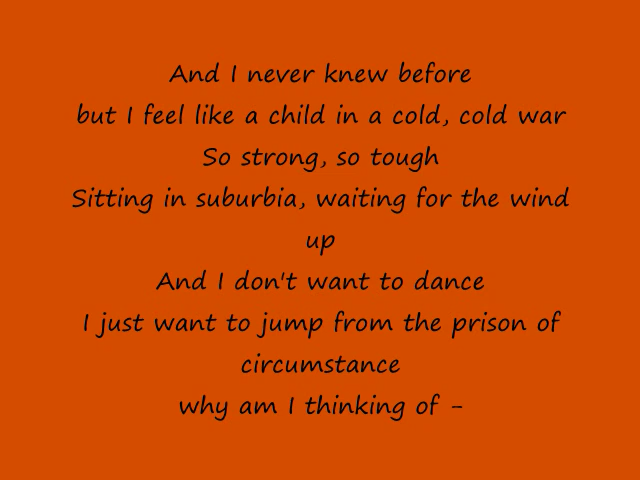 And I never knew before
but I feel like a child in a cold, cold war
So strong, so tough
Sitting in suburbia, waiting for the wind
up
And I don't want to dance
I just want to jump from the prison of
circumstance
why am I thinking of -